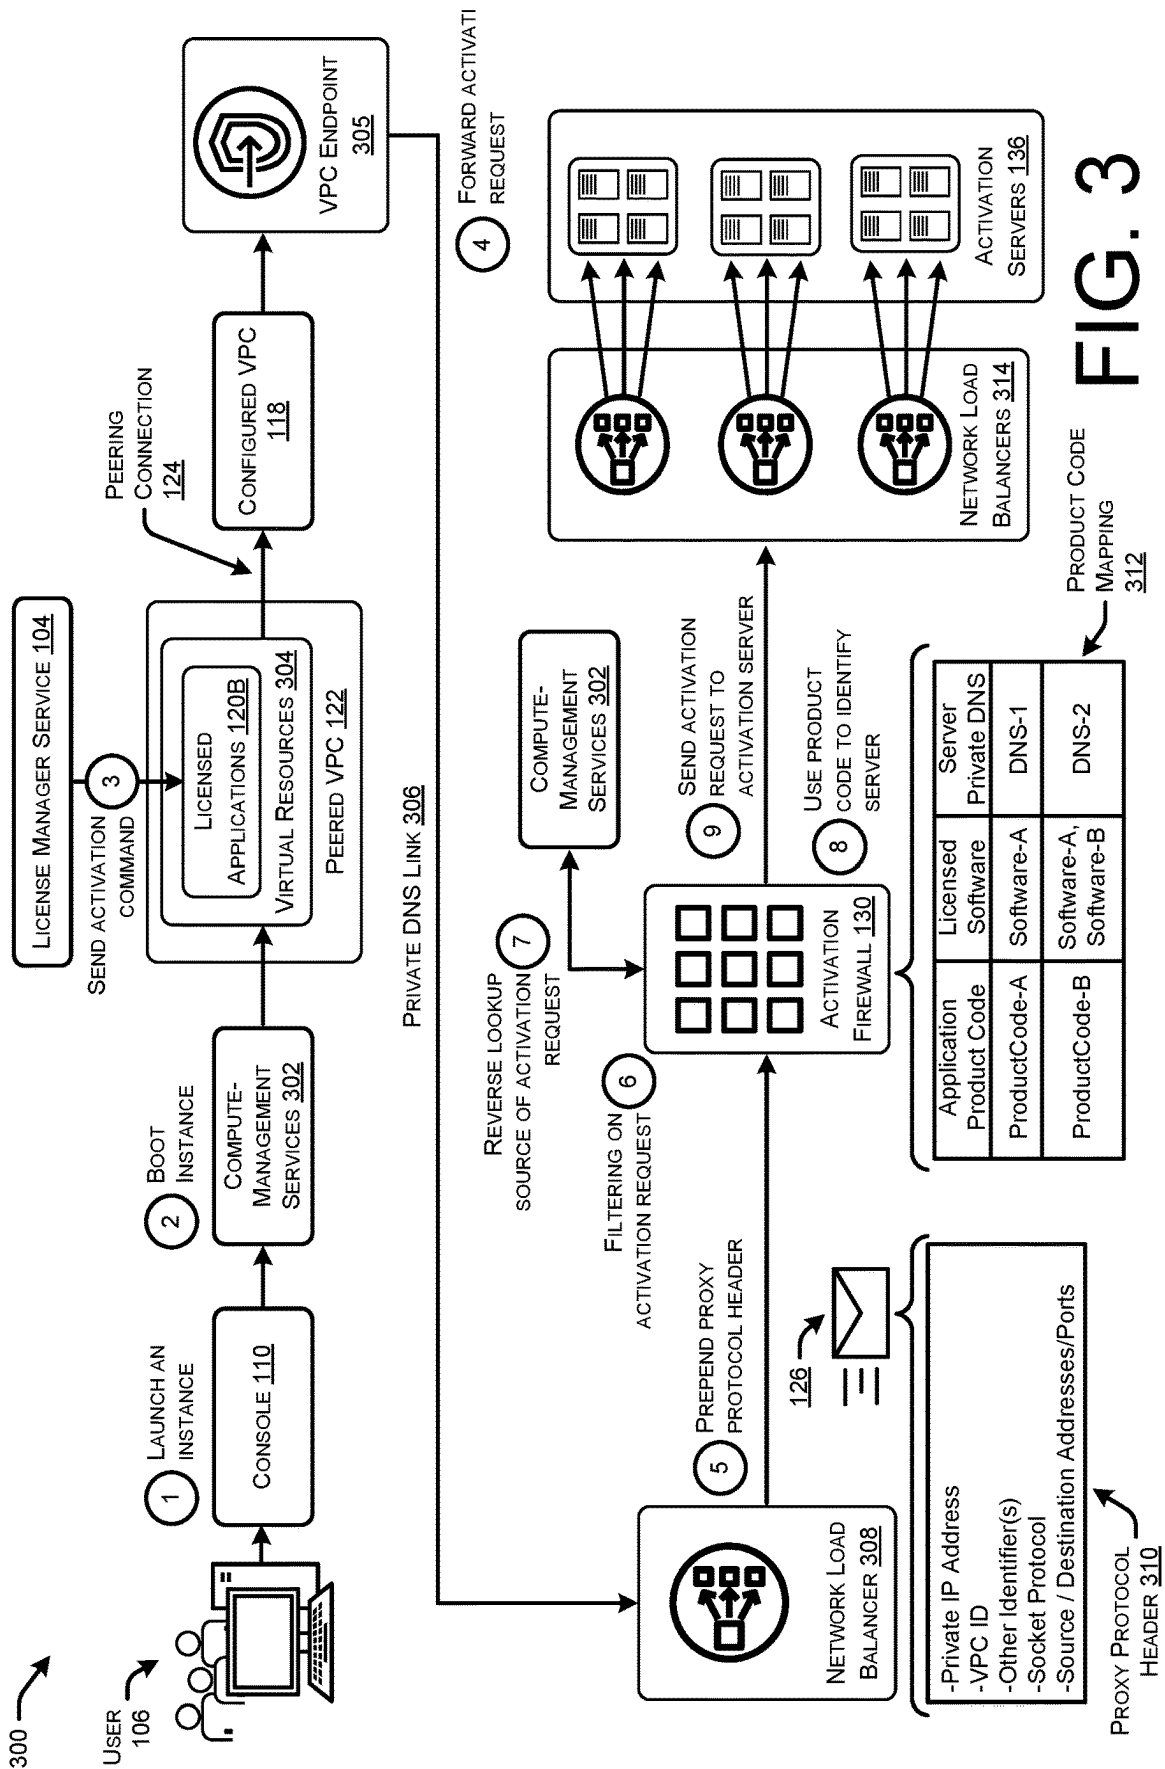 300
USER
106
1
LAUNCH AN
INSTANCE
CONSOLE 110
2
BOOT
INSTANCE
COMPUTE-
MANAGEMENT
SERVICES 302
LICENSE MANAGER SERVICE 104
SEND ACTIVATION
COMMAND
3
LICENSED
APPLICATIONS 120B
VIRTUAL RESOURCES 304
PEERED VPC 122
PEERING
CONNECTION
124
CONFIGURED VPC
118
VPC ENDPOINT
305
PRIVATE DNS LINK 306
4
FORWARD ACTIVATI
REQUEST
NETWORK LOAD
BALANCER 308
5
PREPEND PROXY
PROTOCOL HEADER
126
-Private IP Address
-VPC ID
-Other Identifier(s)
-Socket Protocol
-Source / Destination Addresses/Ports
PROXY PROTOCOL
HEADER 310
6
FILTERING ON
ACTIVATION REQUEST
7
REVERSE LOOKUP
SOURCE OF ACTIVATION
REQUEST
COMPUTE-
MANAGEMENT
SERVICES 302
ACTIVATION
FIREWALL 130
8
USE PRODUCT
CODE TO IDENTIFY
SERVER
9
SEND ACTIVATION
REQUEST TO
ACTIVATION SERVER
Application
Product Code
Licensed
Software
Server
Private DNS
ProductCode-A
Software-A
DNS-1
ProductCode-B
Software-A,
Software-B
DNS-2
PRODUCT CODE
MAPPING
312
NETWORK LOAD
BALANCERS 314
ACTIVATION
SERVERS 136
FIG. 3